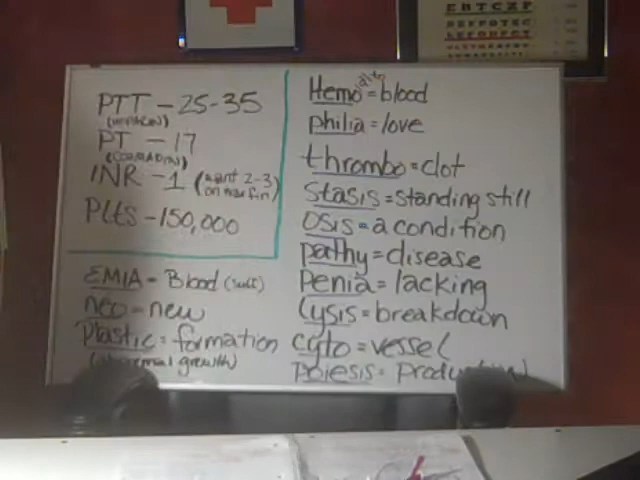 EBTCZF
PTT - 25-35
(HEPARIN)
PT - 17
(COUMADIN)
INR - 1 (want 2-3
on warfrin)
Plts - 150,000
EMIA = Blood (suff)
neo = new
Plastic = formation
(abnormal growth)
Hemo = blood
philia = love
thrombo = clot
Stasis = standing still
Osis = a condition
pathy = disease
Penia = lacking
Lysis = breakdown
cyto = vessel
poiesis = production